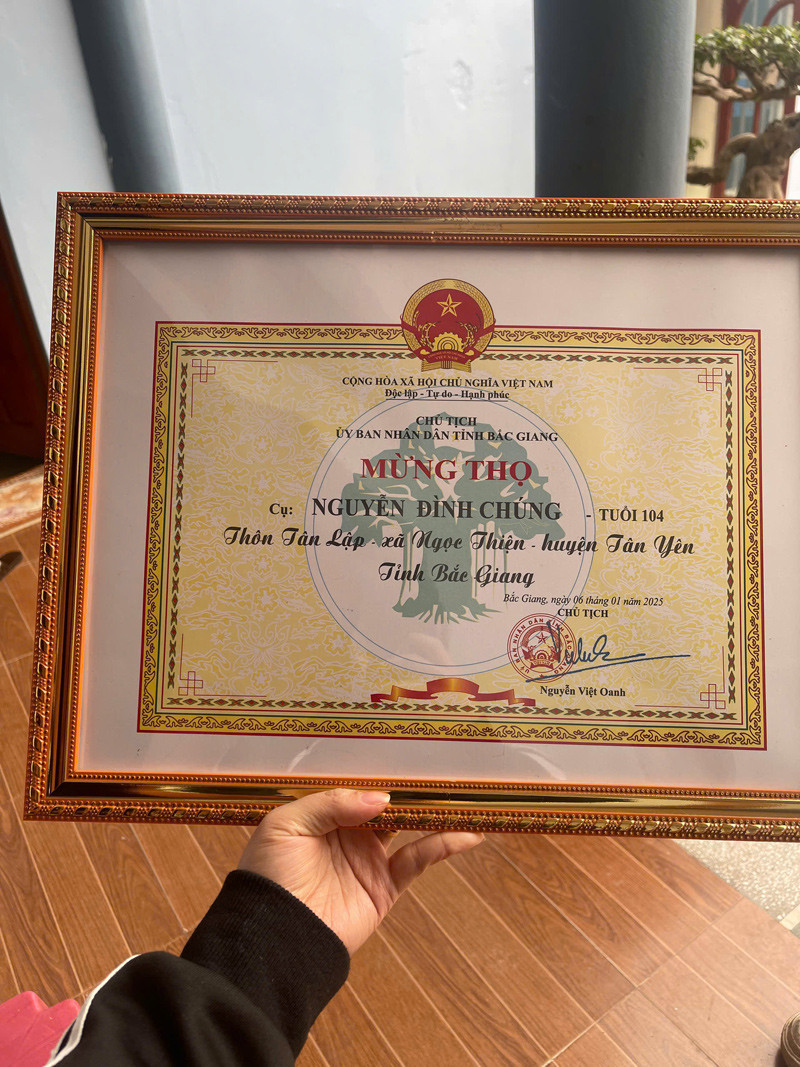 CỘNG HÒA XÃ HỘI CHỦ NGHĨA VIỆT NAM
Độc lập - Tự do - Hạnh phúc
CHỦ TỊCH
ỦY BAN NHÂN DÂN TỈNH BẮC GIANG
MỪNG THỌ
Cụ: NGUYỄN ĐÌNH CHÚNG - TUỔI 104
Thôn Tân Lập - xã Ngọc Thiện - huyện Tân Yên
Tỉnh Bắc Giang
Bắc Giang, ngày 06 tháng 01 năm 2025
CHỦ TỊCH
Nguyễn Việt Oanh